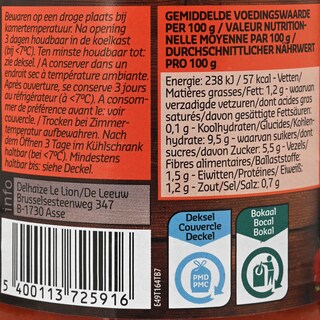 Bewaren op een droge plaats bij
kamertemperatuur. Na opening
3 dagen houdbaar in de koelkast
(bij <7°C). Ten minste houdbaar tot:
zie deksel / A conserver dans un
endroit sec à température ambiante.
Après ouverture, se conserve 3 jours
au réfrigérateur (à <7°C). A consom-
mer de préférence avant le: voir
couvercle / Trocken bei Zimmer-
temperatur aufbewahren. Nach
dem Öffnen 3 Tage im Kühlschrank
haltbar (bei <7°C). Mindestens
haltbar bis: siehe Deckel.
info
Delhaize Le Lion/De Leeuw
Brusselsesteenweg 347
B-1730 Asse
5 400113 725916
E49T164TB7
GEMIDDELDE VOEDINGSWAARDE
PER 100 g / VALEUR NUTRITION-
NELLE MOYENNE PAR 100 g /
DURCHSCHNITTLICHER NÄHRWERT
PRO 100 g
Energie: 238 kJ / 57 kcal - Vetten/
Matières grasses/Fett: 1,2 g - waarvan
verzadigde vetzuren/dont acides gras
saturés/davon gesättigte Fettsäuren:
0,1 g - Koolhydraten/Glucides/Kohlen-
hydrate: 9,5 g - waarvan suikers/dont
sucres/davon Zucker: 5,5 g - Vezels/
Fibres alimentaires/Ballaststoffe:
1,5 g - Eiwitten/Protéines/Eiweiß:
1,2 g - Zout/Sel/Salz: 0,7 g
Deksel
Couvercle
Deckel
PMD
PMC
Bokaal
Bocal
Bokal